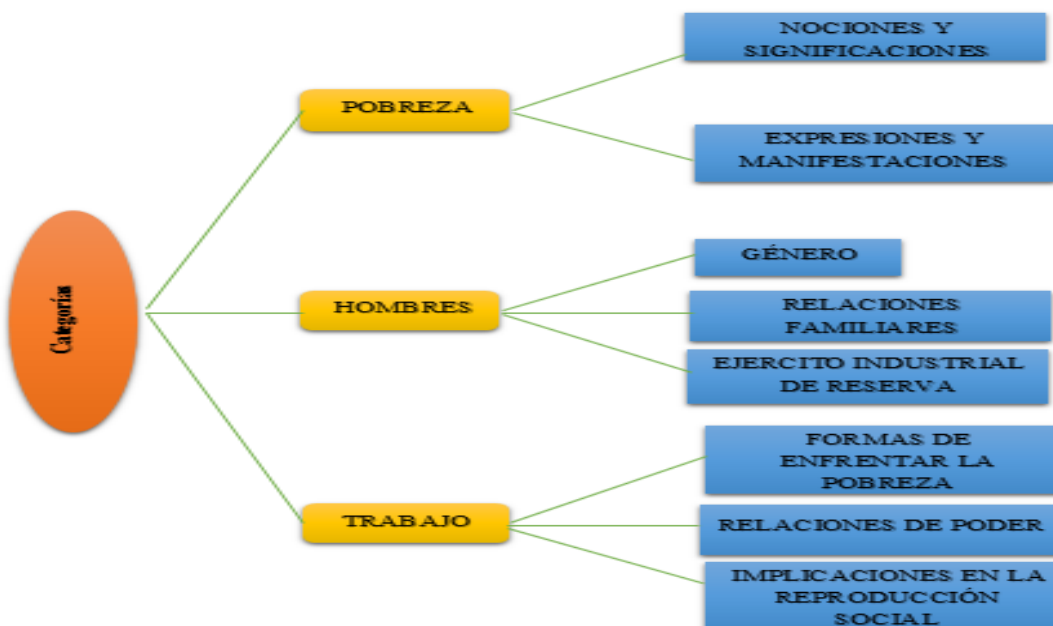 NOCIONES Y
SIGNIFICACIONES
POBREZA
EXPRESIONES Y
MANIFESTACIONES
Categorías
GÉNERO
HOMBRES
RELACIONES
FAMILIARES
EJERCITO INDUSTRIAL
DE RESERVA
FORMAS DE
ENFRENTAR LA
POBREZA
TRABAJO
RELACIONES DE PODER
IMPLICACIONES EN LA
REPRODUCCIÓN
SOCIAL